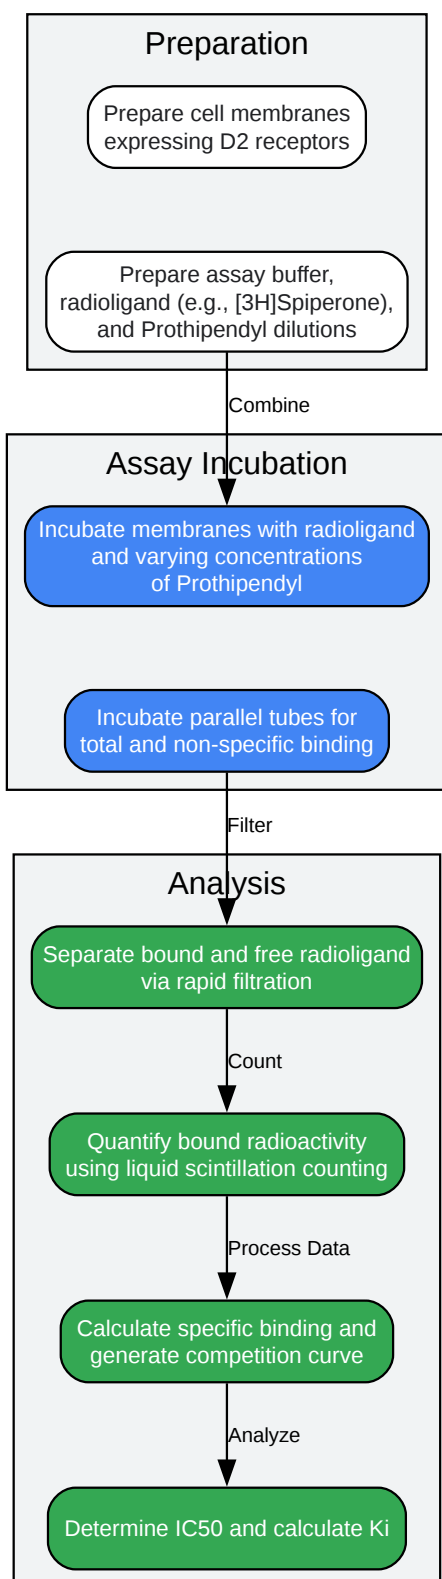 Preparation
Prepare cell membranes
expressing D2 receptors
Prepare assay buffer,
radioligand (e.g., [3H]Spiperone),
and Prothipendyl dilutions
Combine
Assay Incubation
Incubate membranes with radioligand
and varying concentrations
of Prothipendyl
Incubate parallel tubes for
total and non-specific binding
Filter
Analysis
Separate bound and free radioligand
via rapid filtration
Count
Quantify bound radioactivity
using liquid scintillation counting
Process Data
Calculate specific binding and
generate competition curve
Analyze
Determine IC50 and calculate Ki